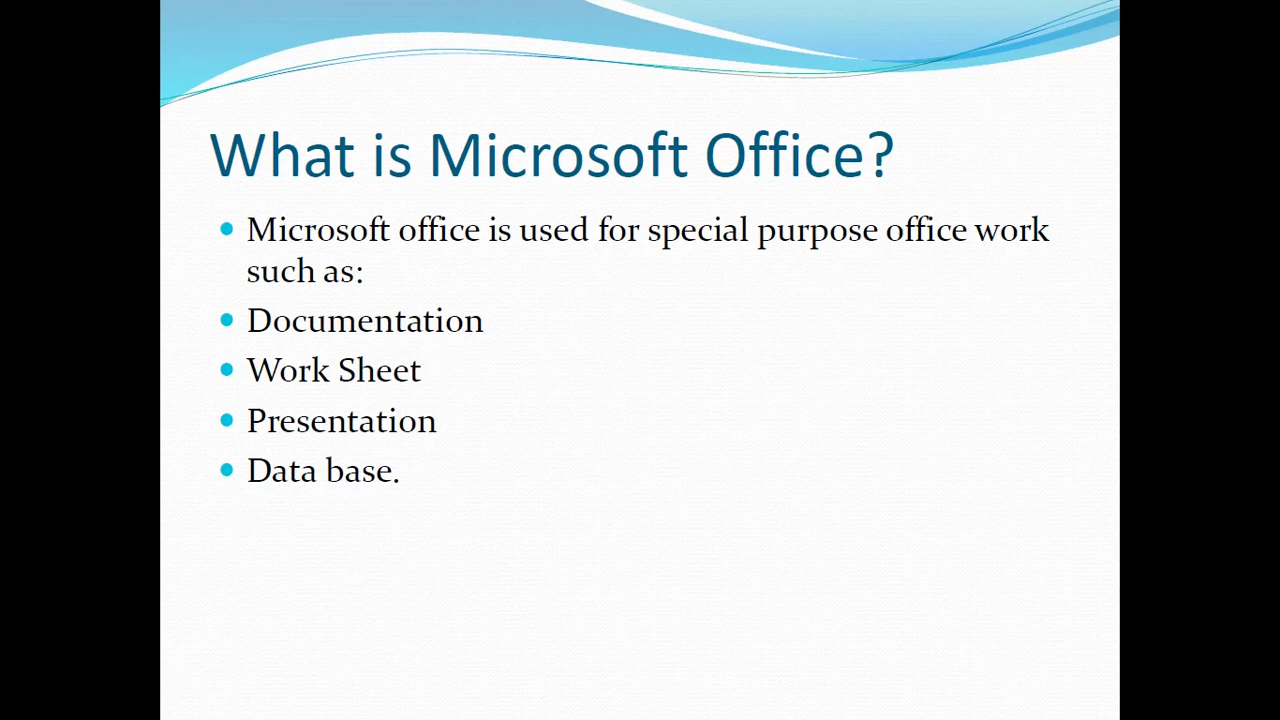 What is Microsoft Office?
Microsoft office is used for special purpose office work
such as:
Documentation
Work Sheet
Presentation
Data base.